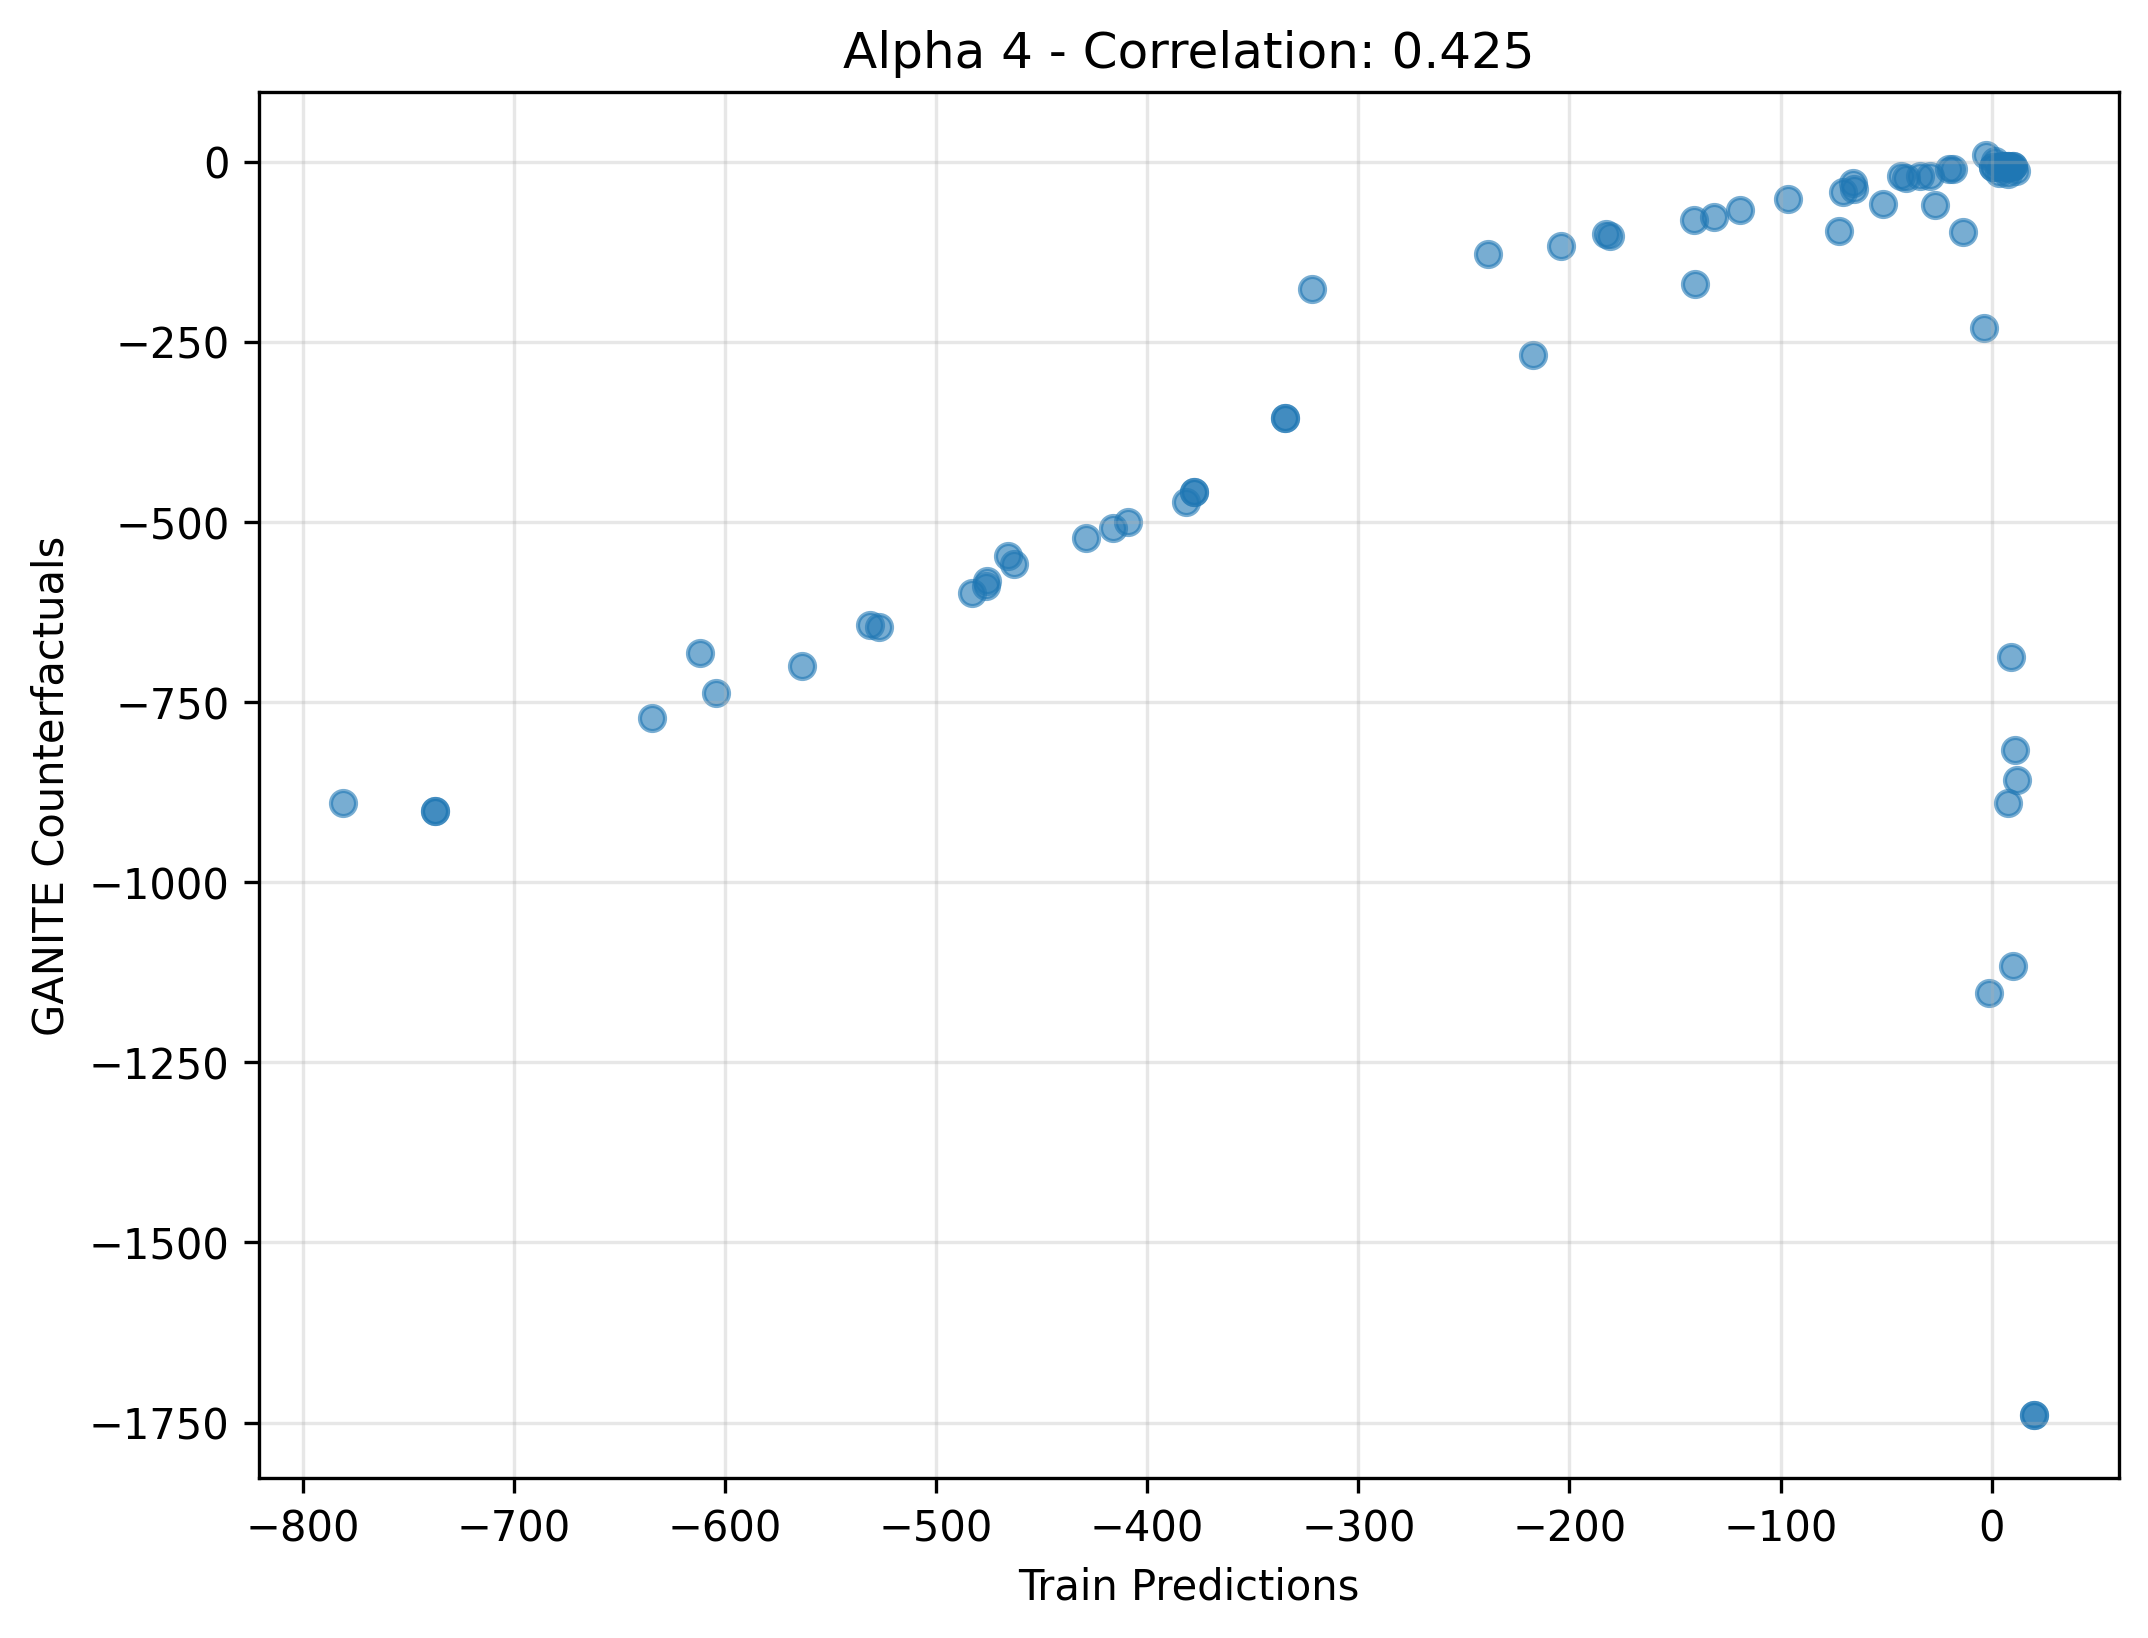 Alpha 4 - Correlation: 0.425
GANITE Counterfactuals
0
−250
−500
−750
−1000
−1250
−1500
−1750
−800 −700 −600 −500 −400 −300 −200 −100 0
Train Predictions